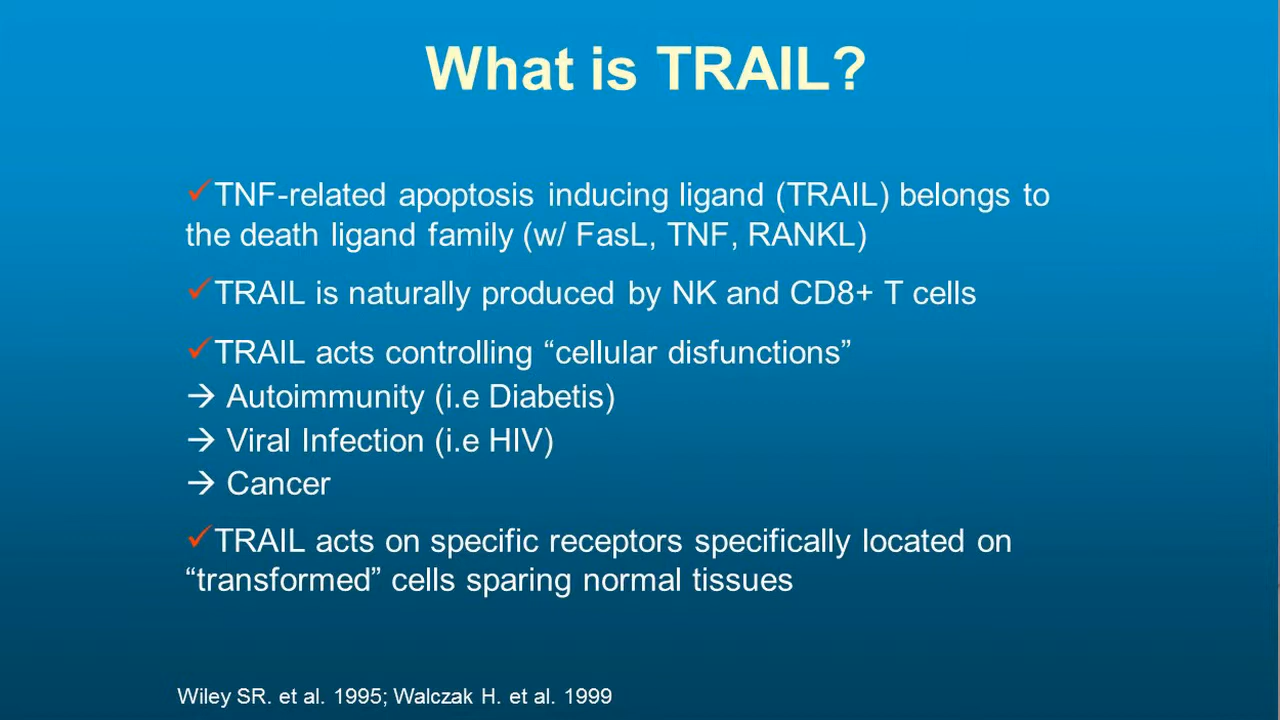 What is TRAIL?
✓TNF-related apoptosis inducing ligand (TRAIL) belongs to
the death ligand family (w/ FasL, TNF, RANKL)
✓TRAIL is naturally produced by NK and CD8+ T cells
✓TRAIL acts controlling “cellular disfunctions”
→ Autoimmunity (i.e Diabetis)
→ Viral Infection (i.e HIV)
→ Cancer
✓TRAIL acts on specific receptors specifically located on
“transformed” cells sparing normal tissues
Wiley SR. et al. 1995; Walczak H. et al. 1999